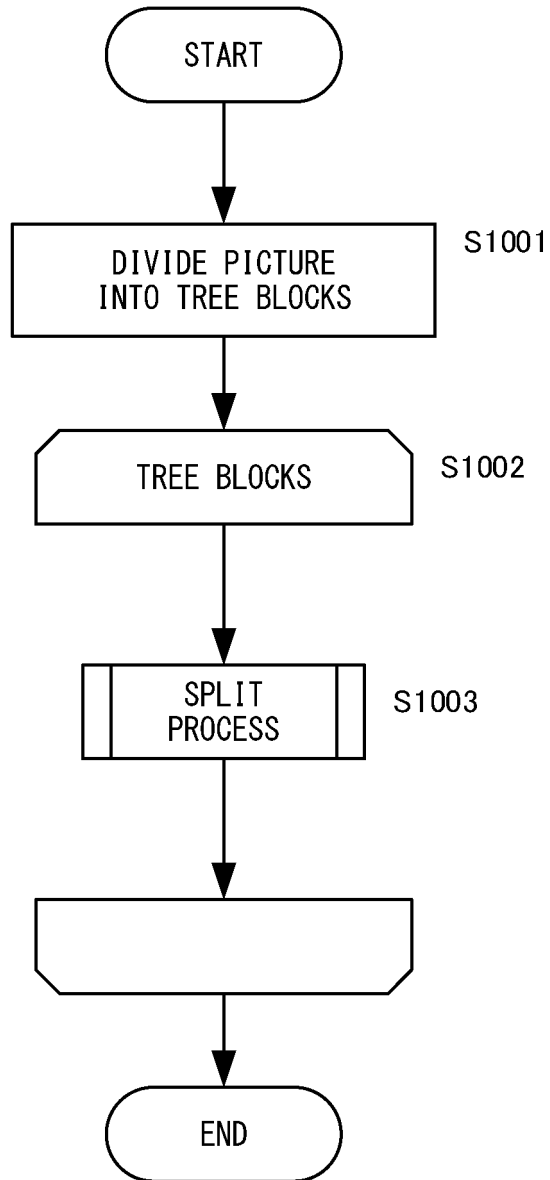 START
DIVIDE PICTURE
INTO TREE BLOCKS
S1001
TREE BLOCKS
S1002
SPLIT
PROCESS
S1003
END